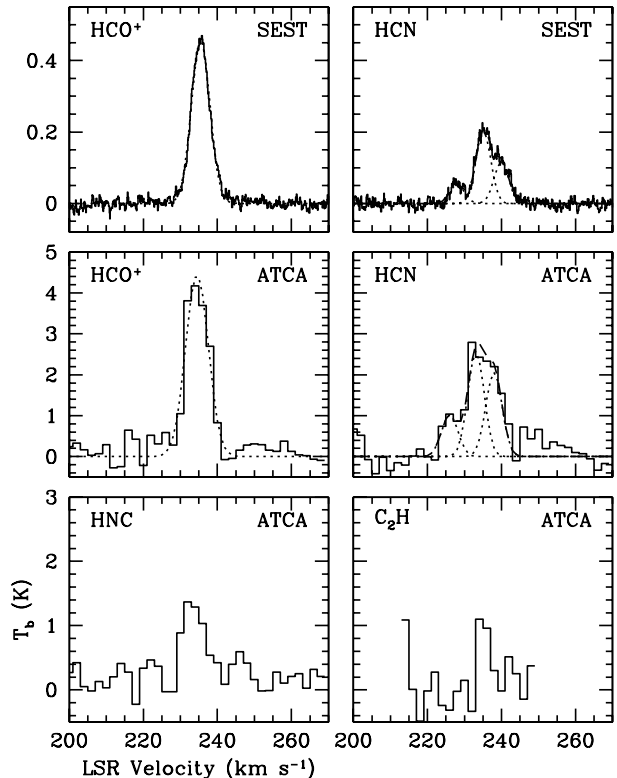 HCO⁺ SEST
HCN SEST
0.4
0.2
0
HCO⁺ ATCA
HCN ATCA
5
4
3
2
1
0
HNC ATCA
C₂H ATCA
3
2
1
0
T_b (K)
200 220 240 260
200 220 240 260
LSR Velocity (km s⁻¹)